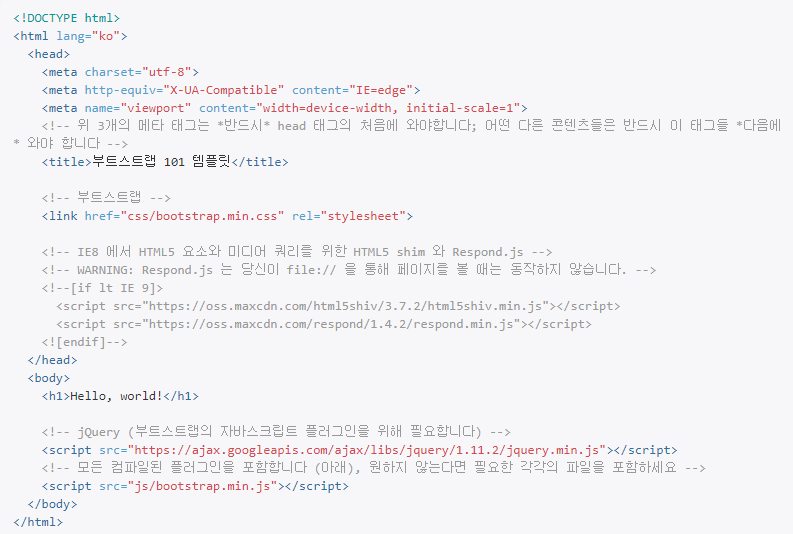 <!DOCTYPE html>
<html lang="ko">
  <head>
    <meta charset="utf-8">
    <meta http-equiv="X-UA-Compatible" content="IE=edge">
    <meta name="viewport" content="width=device-width, initial-scale=1">
    <!-- 위 3개의 메타 태그는 *반드시* head 태그의 처음에 와야합니다; 어떤 다른 콘텐츠들은 반드시 이 태그들 *다음에
* 와야 합니다 -->
    <title>부트스트랩 101 템플릿</title>

    <!-- 부트스트랩 -->
    <link href="css/bootstrap.min.css" rel="stylesheet">

    <!-- IE8 에서 HTML5 요소와 미디어 쿼리를 위한 HTML5 shim 와 Respond.js -->
    <!-- WARNING: Respond.js 는 당신이 file:// 을 통해 페이지를 볼 때는 동작하지 않습니다. -->
    <!--[if lt IE 9]>
      <script src="https://oss.maxcdn.com/html5shiv/3.7.2/html5shiv.min.js"></script>
      <script src="https://oss.maxcdn.com/respond/1.4.2/respond.min.js"></script>
    <![endif]-->
  </head>
  <body>
    <h1>Hello, world!</h1>

    <!-- jQuery (부트스트랩의 자바스크립트 플러그인을 위해 필요합니다) -->
    <script src="https://ajax.googleapis.com/ajax/libs/jquery/1.11.2/jquery.min.js"></script>
    <!-- 모든 컴파일된 플러그인을 포함합니다 (아래), 원하지 않는다면 필요한 각각의 파일을 포함하세요 -->
    <script src="js/bootstrap.min.js"></script>
  </body>
</html>